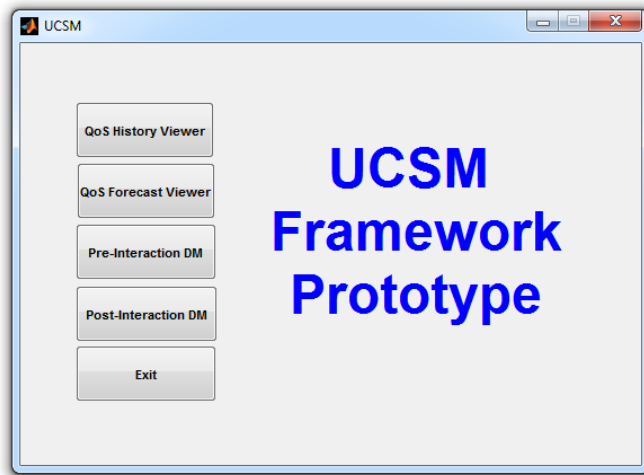 UCSM
QoS History Viewer
QoS Forecast Viewer
Pre-Interaction DM
Post-Interaction DM
Exit
UCSM
Framework
Prototype